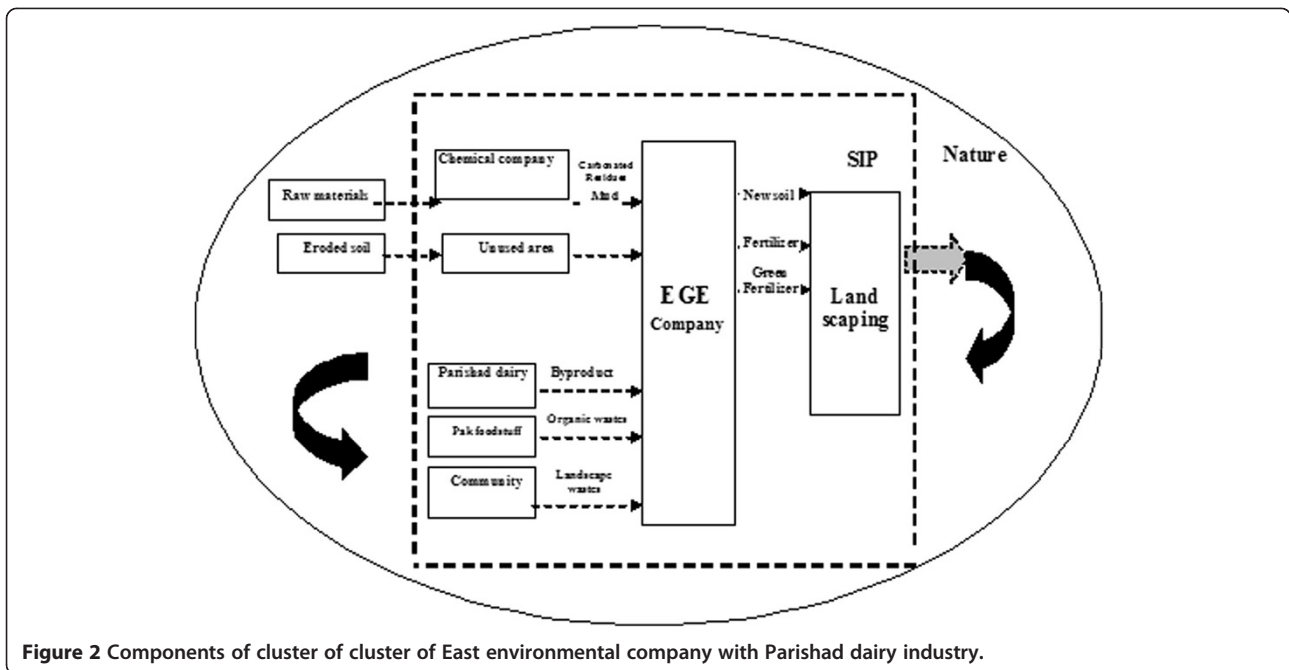 Chemical company
Carbonated
Residues
Mud
SIP
Nature
Raw materials
New soil
Eroded soil
Unused area
Fertilizer
Green
Fertilizer
EGE
Company
Land
scaping
Parishad dairy
Byproduct
Pak foodstuff
Organic wastes
Community
Landscape
wastes
Figure 2 Components of cluster of cluster of East environmental company with Parishad dairy industry.